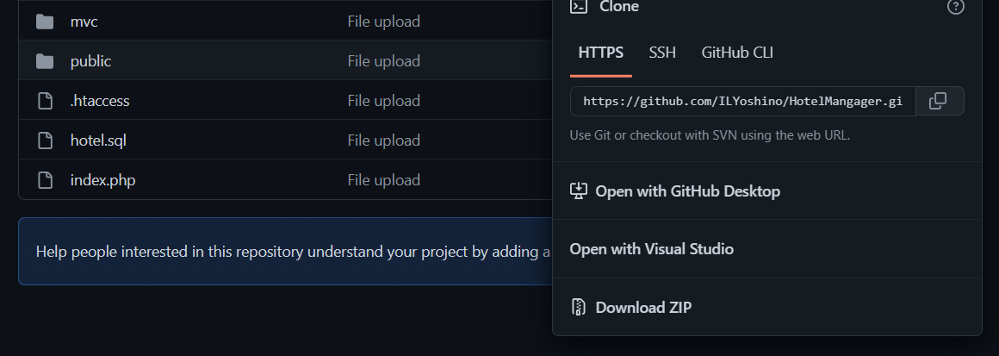 mvc File upload
public File upload
.htaccess File upload
hotel.sql File upload
index.php File upload
Help people interested in this repository understand your project by adding a
Clone
HTTPS SSH GitHub CLI
https://github.com/ILYoshino/HotelMangager.gi
Use Git or checkout with SVN using the web URL.
Open with GitHub Desktop
Open with Visual Studio
Download ZIP